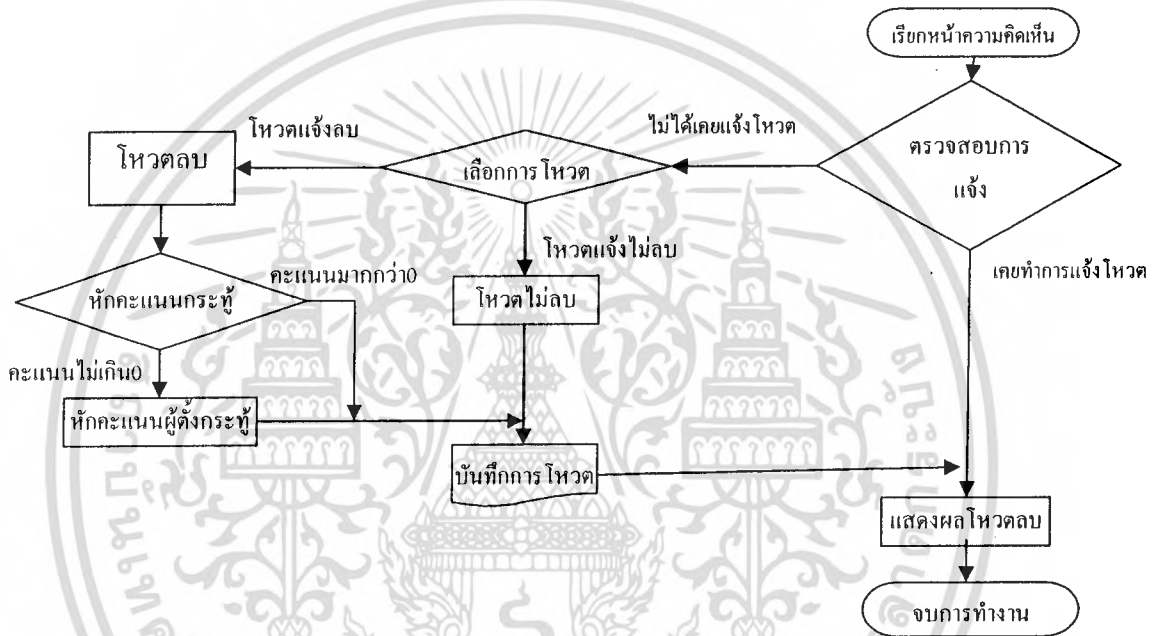 เรียกหน้าความคิดเห็น
ตรวจสอบการ
แจ้ง
ไม่ได้เคยแจ้งโหวต
เลือกการโหวต
โหวตแจ้งลบ
โหวตลบ
โหวตแจ้งไม่ลบ
โหวตไม่ลบ
เคยทำการแจ้งโหวต
หักคะแนนกระทู้
คะแนนมากกว่า0
คะแนนไม่เกิน0
หักคะแนนผู้ตั้งกระทู้
บันทึกการโหวต
แสดงผลโหวตลบ
จบการทำงาน